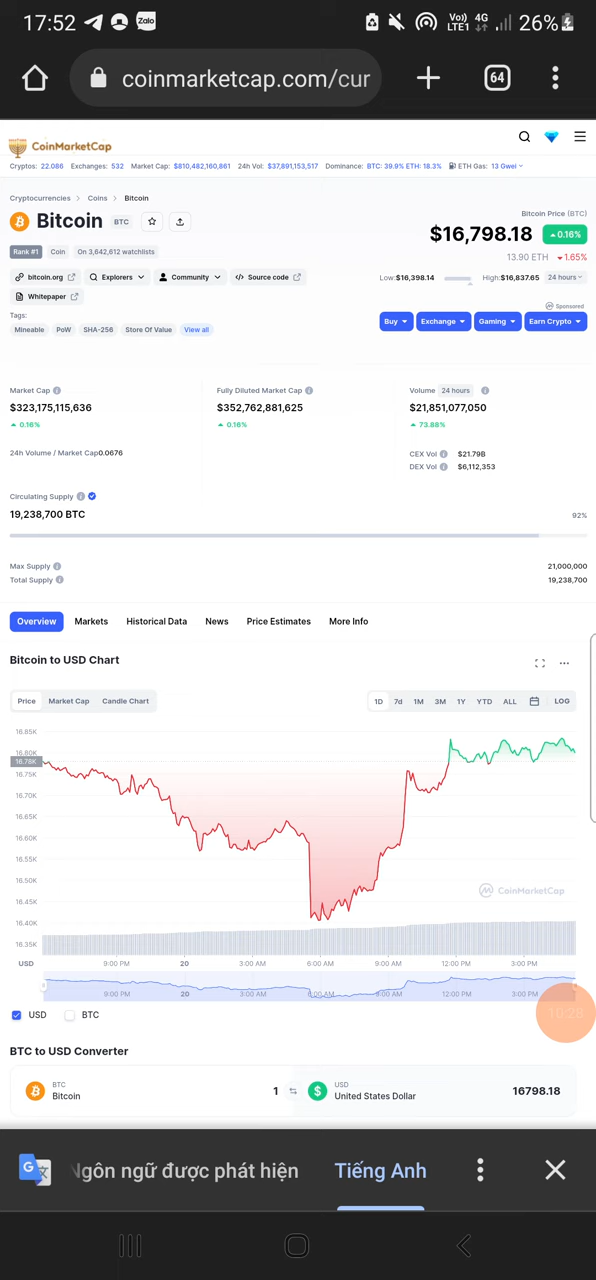 17:52
Zalo
Vo)) LTE1 4G 26%
coinmarketcap.com/cur
64
CoinMarketCap
Cryptos: 22.086 Exchanges: 532 Market Cap: $810,482,160,861 24h Vol: $37,891,153,517 Dominance: BTC: 39.9% ETH: 18.3% ETH Gas: 13 Gwei
Cryptocurrencies > Coins > Bitcoin
Bitcoin BTC
Bitcoin Price (BTC)
$16,798.18 0.16%
Rank #1 Coin On 3,642,612 watchlists
13.90 ETH 1.65%
bitcoin.org Explorers Community Source code
Low:$16,398.14 High:$16,837.65 24 hours
Whitepaper
Sponsored
Tags:
Mineable PoW SHA-256 Store Of Value View all
Buy Exchange Gaming Earn Crypto
Market Cap Fully Diluted Market Cap Volume 24 hours
$323,175,115,636 $352,762,881,625 $21,851,077,050
0.16% 0.16% 73.88%
24h Volume / Market Cap0.0676
CEX Vol $21.79B
DEX Vol $6,112,353
Circulating Supply
19,238,700 BTC 92%
Max Supply 21,000,000
Total Supply 19,238,700
Overview Markets Historical Data News Price Estimates More Info
Bitcoin to USD Chart
Price Market Cap Candle Chart 1D 7d 1M 3M 1Y YTD ALL LOG
16.85K
16.80K
16.78K
16.75K
16.70K
16.65K
16.60K
16.55K
16.50K
16.45K
16.40K
16.35K
CoinMarketCap
USD 9:00 PM 20 3:00 AM 6:00 AM 9:00 AM 12:00 PM 3:00 PM
9:00 PM 20 3:00 AM 6:00 AM 9:00 AM 12:00 PM 3:00 PM
10:28
USD BTC
BTC to USD Converter
BTC
Bitcoin 1
USD
United States Dollar 16798.18
Ngôn ngữ được phát hiện Tiếng Anh